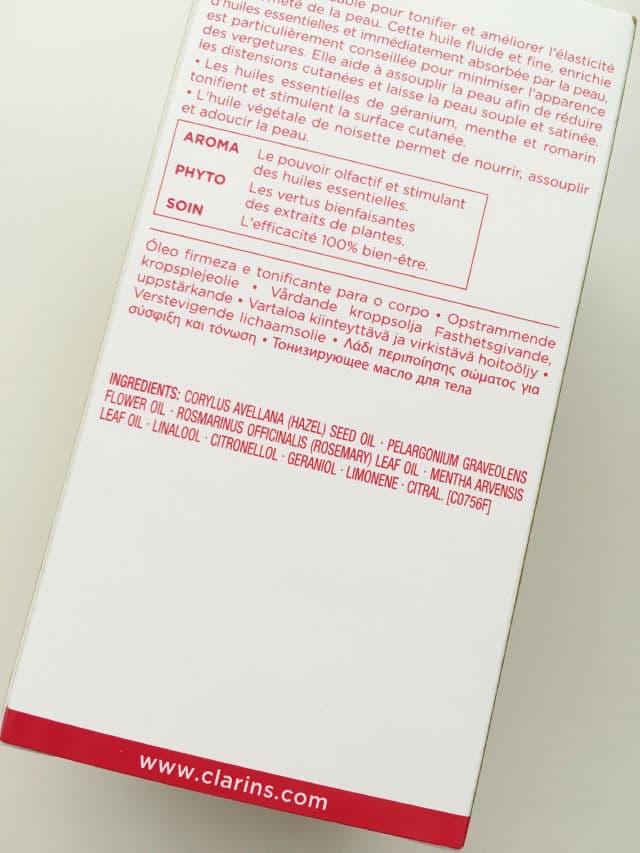 pour tonifier et améliorer l'élasticité
de la peau. Cette huile fluide et fine, enrichie
d'huiles essentielles et immédiatement absorbée par la peau,
est particulièrement conseillée pour minimiser l'apparence
des vergetures. Elle aide à assouplir la peau afin de réduire
les distensions cutanées et laisse la peau souple et satinée.
• Les huiles essentielles de géranium, menthe et romarin
tonifient et stimulent la surface cutanée.
• L'huile végétale de noisette permet de nourrir, assouplir
et adoucir la peau.
AROMA
Le pouvoir olfactif et stimulant
des huiles essentielles.
PHYTO
Les vertus bienfaisantes
des extraits de plantes.
SOIN
L'efficacité 100% bien-être.
Óleo firmeza e tonificante para o corpo • Opstrammende
kropsplejeolie • Vårdande kroppsolja Fasthetsgivande,
uppstärkande • Vartaloa kiinteyttävä ja virkistävä hoitoöljy •
Verstevigende lichaamsolie • Λάδι περιποίησης σώματος για
σύσφιξη και τόνωση • Тонизирующее масло для тела
INGREDIENTS: CORYLUS AVELLANA (HAZEL) SEED OIL · PELARGONIUM GRAVEOLENS
FLOWER OIL · ROSMARINUS OFFICINALIS (ROSEMARY) LEAF OIL · MENTHA ARVENSIS
LEAF OIL · LINALOOL · CITRONELLOL · GERANIOL · LIMONENE · CITRAL. [C0756F]
www.clarins.com